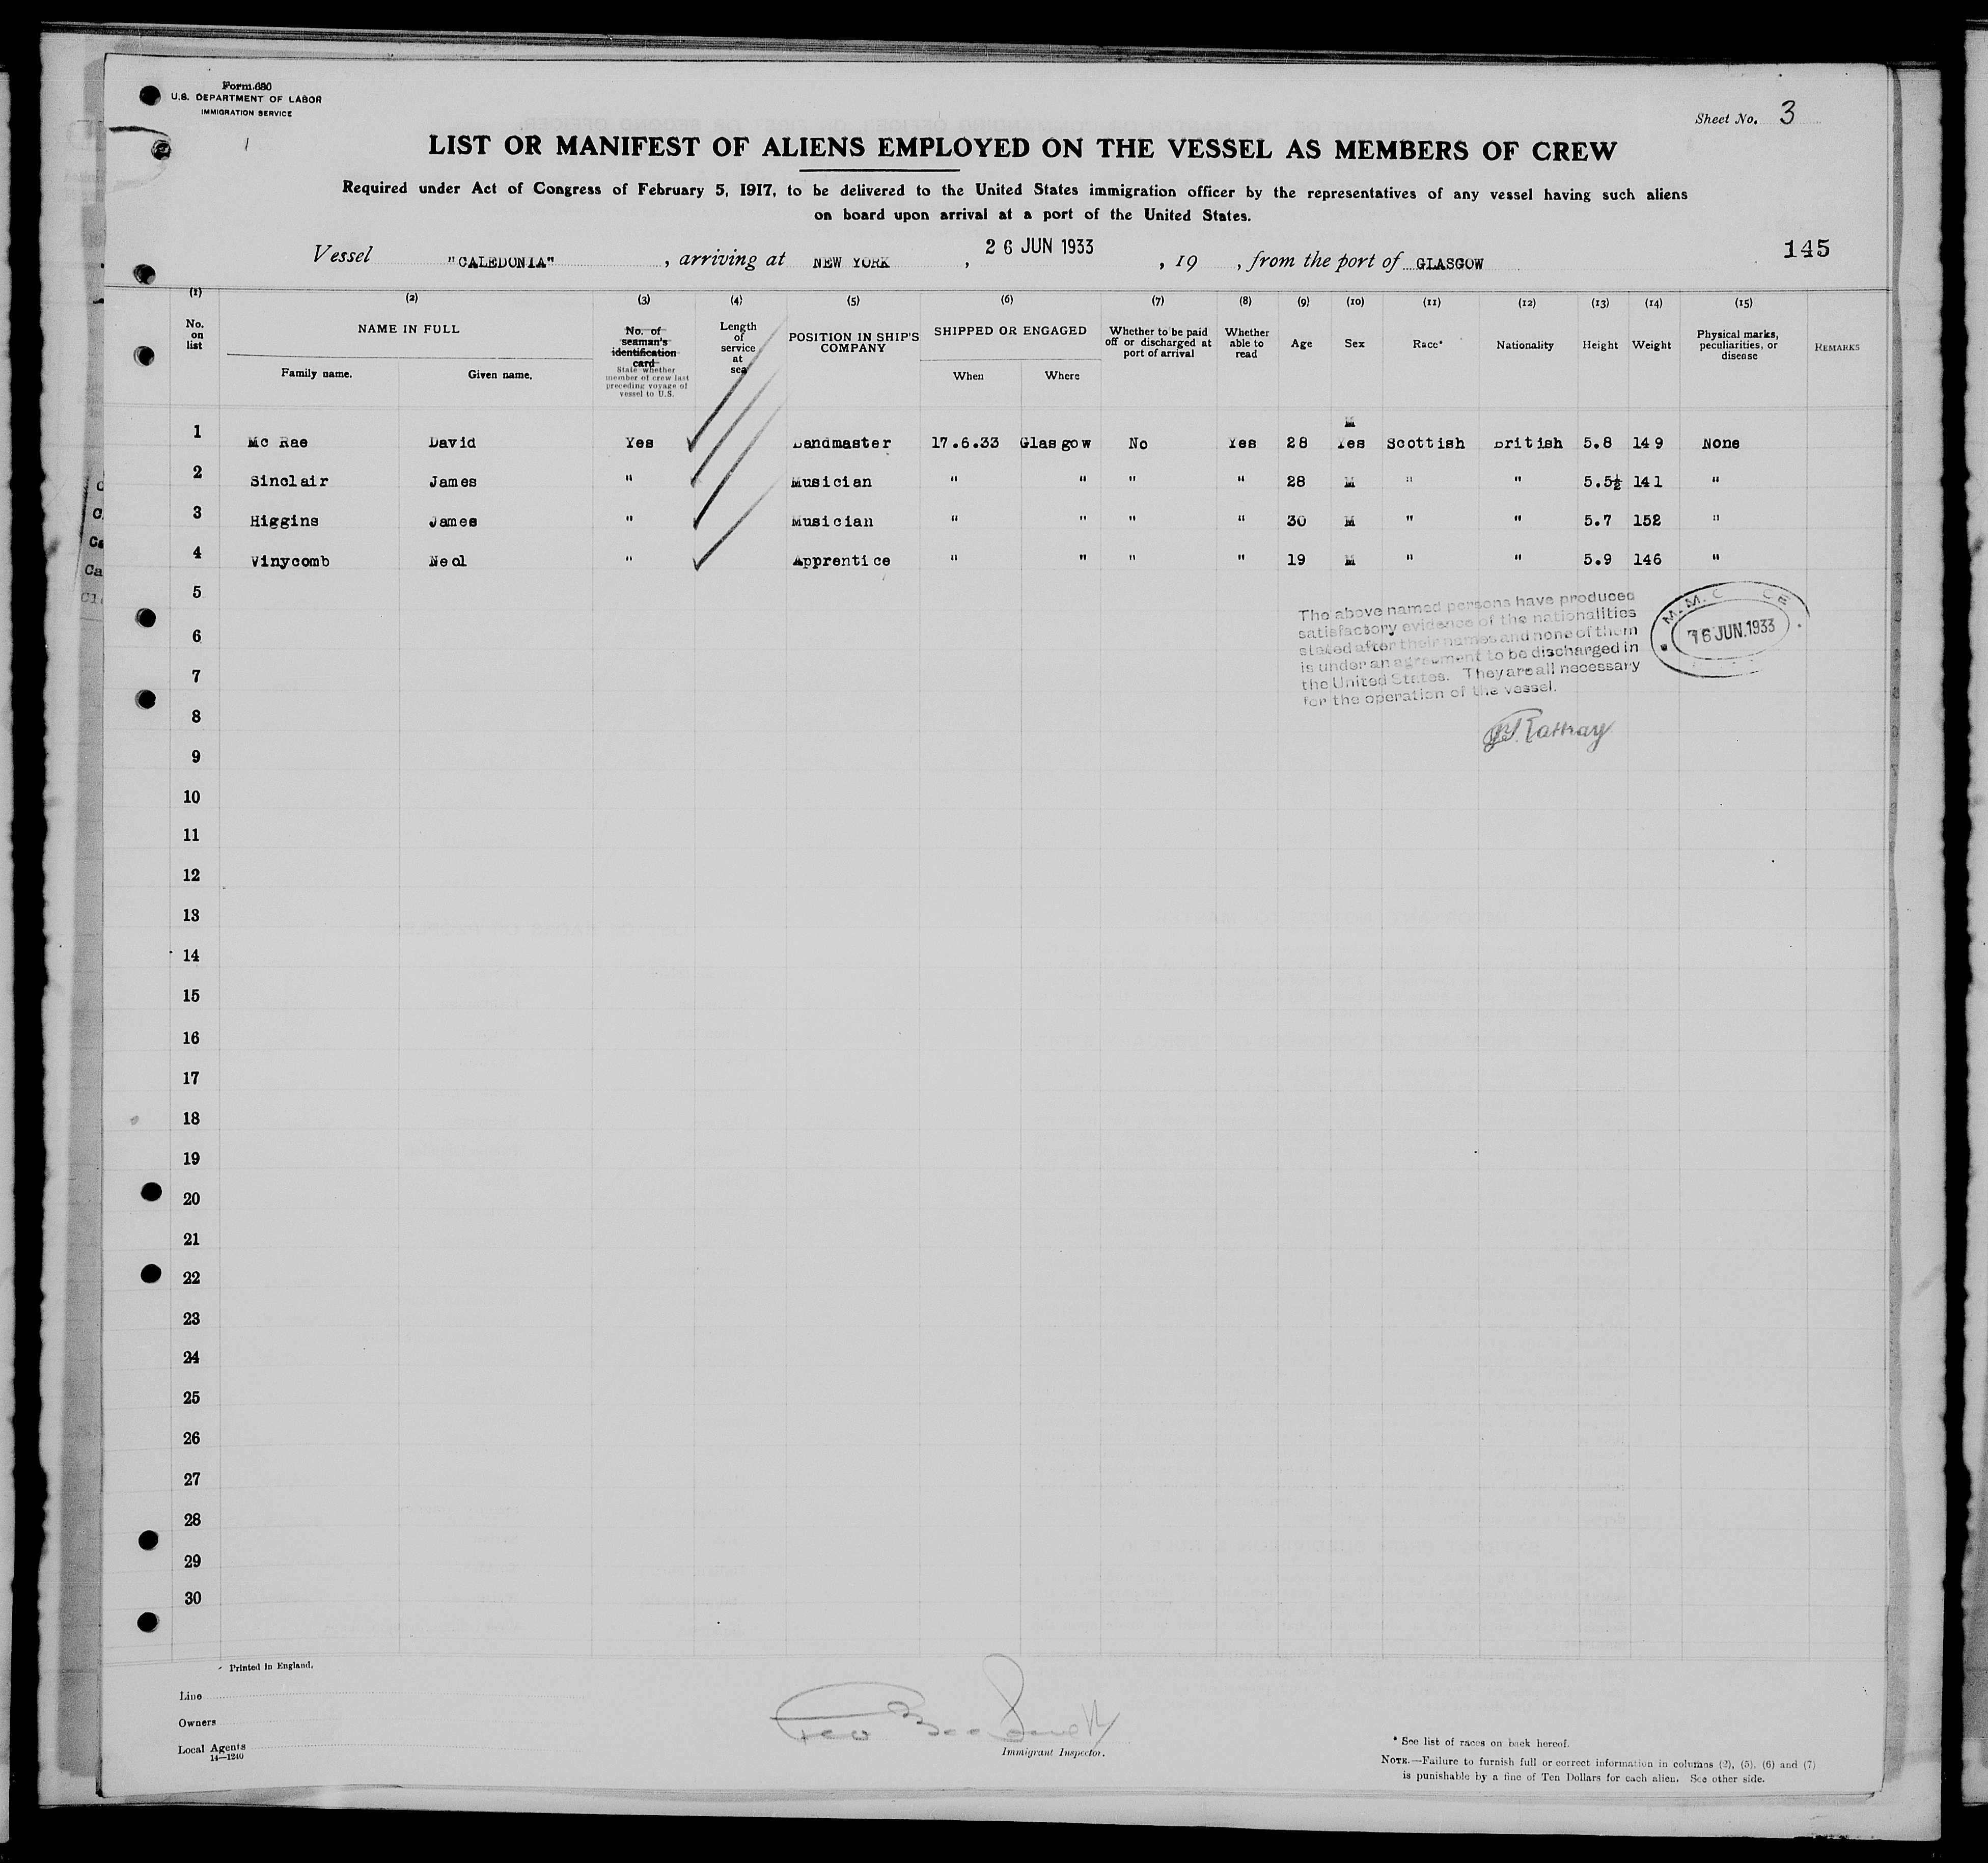 Form 680
U.S. DEPARTMENT OF LABOR
IMMIGRATION SERVICE
Sheet No. 3
LIST OR MANIFEST OF ALIENS EMPLOYED ON THE VESSEL AS MEMBERS OF CREW
Required under Act of Congress of February 5, 1917, to be delivered to the United States immigration officer by the representatives of any vessel having such aliens
on board upon arrival at a port of the United States.
Vessel "CALEDONIA", arriving at NEW YORK, 26 JUN 1933, 19 , from the port of GLASGOW 145
(1) (2) (3) (4) (5) (6) (7) (8) (9) (10) (11) (12) (13) (14) (15)
No. on list
NAME IN FULL
Family name. Given name.
No. of seaman's identification card
State whether member of crew last preceding voyage of vessel to U.S.
Length of service at sea
POSITION IN SHIP'S COMPANY
SHIPPED OR ENGAGED
When Where
Whether to be paid off or discharged at port of arrival
Whether able to read
Age
Sex
Race*
Nationality
Height
Weight
Physical marks, peculiarities, or disease
REMARKS
M
1 Mc Rae David Yes Bandmaster 17.6.33 Glasgow No Yes 28 Yes Scottish British 5.8 149 None
2 Sinclair James " Musician " " " " 28 M " " 5.5½ 141 "
3 Higgins James " Musician " " " " 30 M " " 5.7 152 "
4 Vinycomb Neol " Apprentice " " " " 19 M " " 5.9 146 "
5
The above named persons have produced
satisfactory evidence of the nationalities
stated after their names and none of them
is under an agreement to be discharged in
the United States. They are all necessary
for the operation of the vessel.
M.M.
16 JUN. 1933
6
7
8
9
10
11
12
13
14
15
16
17
18
19
20
21
22
23
24
25
26
27
28
29
30
Printed in England.
Line
Owners
Local Agents
14—1240
Immigrant Inspector.
* See list of races on back hereof.
NOTE.—Failure to furnish full or correct information in columns (2), (5), (6) and (7)
is punishable by a fine of Ten Dollars for each alien. See other side.